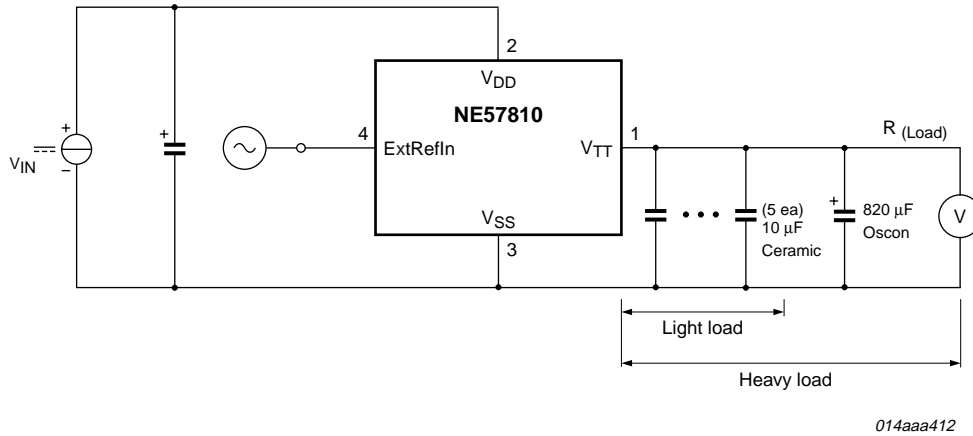 2
V_DD
NE57810
+
V_IN
−
+
4
ExtRefIn
V_TT
1
R (Load)
(5 ea)
10 μF
Ceramic
+
820 μF
Oscon
V
V_SS
3
Light load
Heavy load
014aaa412